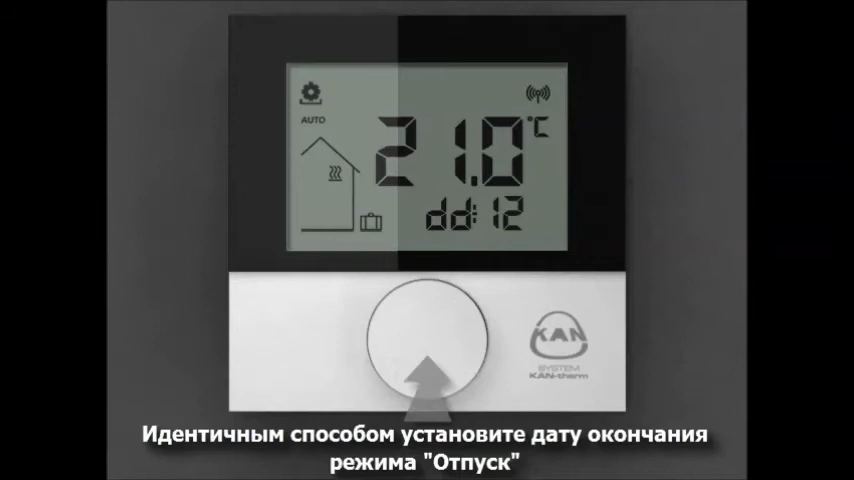 AUTO
21.0 °C
dd:12
KAN
SYSTEM
KAN-therm
Идентичным способом установите дату окончания
режима "Отпуск"